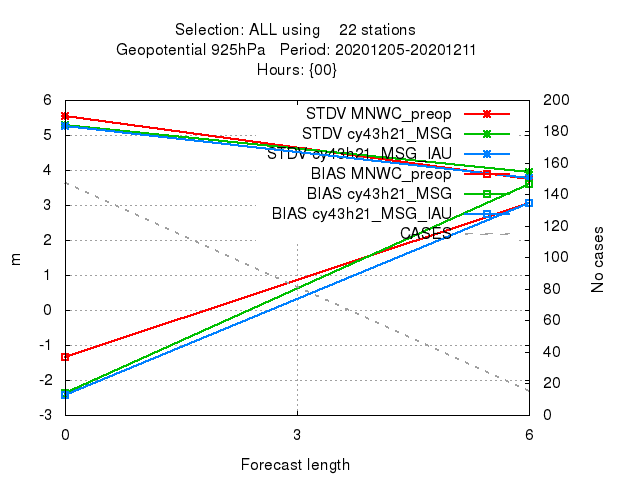 Selection: ALL using 22 stations
Geopotential 925hPa Period: 20201205-20201211
Hours: {00}
6
5
4
3
2
1
0
-1
-2
-3
200
180
160
140
120
100
80
60
40
20
0
STDV MNWC_preop
STDV cy43h21_MSG
STDV cy43h21_MSG_IAU
BIAS MNWC_preop
BIAS cy43h21_MSG
BIAS cy43h21_MSG_IAU
CASES
m
No cases
0 3 6
Forecast length